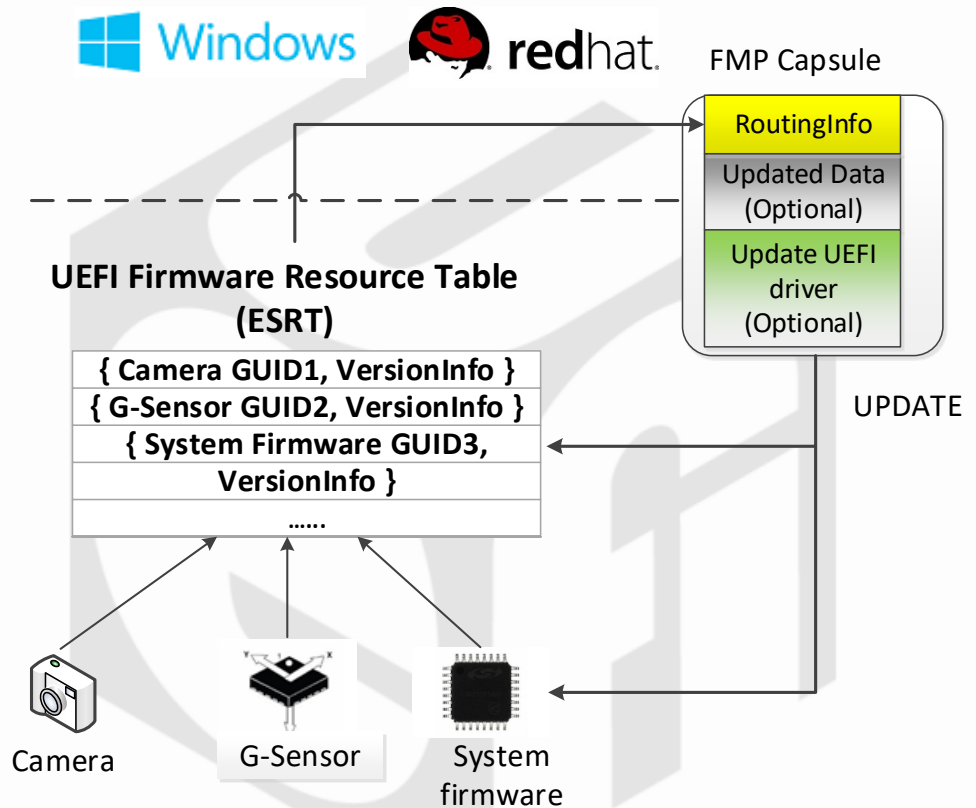 Windows
redhat.
FMP Capsule
RoutingInfo
Updated Data
(Optional)
Update UEFI
driver
(Optional)
UEFI Firmware Resource Table
(ESRT)
{ Camera GUID1, VersionInfo }
{ G-Sensor GUID2, VersionInfo }
{ System Firmware GUID3,
VersionInfo }
......
UPDATE
Y
X
Camera
G-Sensor
System
firmware